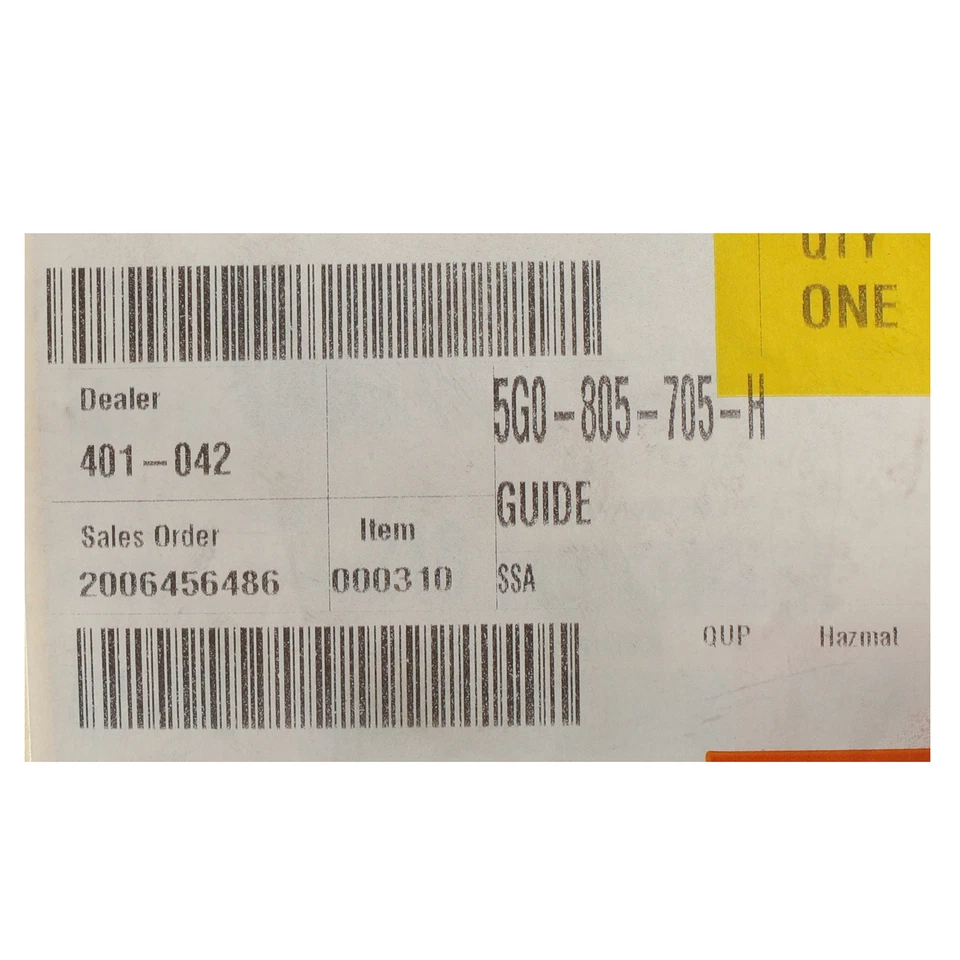 QTY
ONE
Dealer
401-042
5G0-805-705-H
GUIDE
Sales Order
Item
2006456486
000310
SSA
QUP
Hazmat